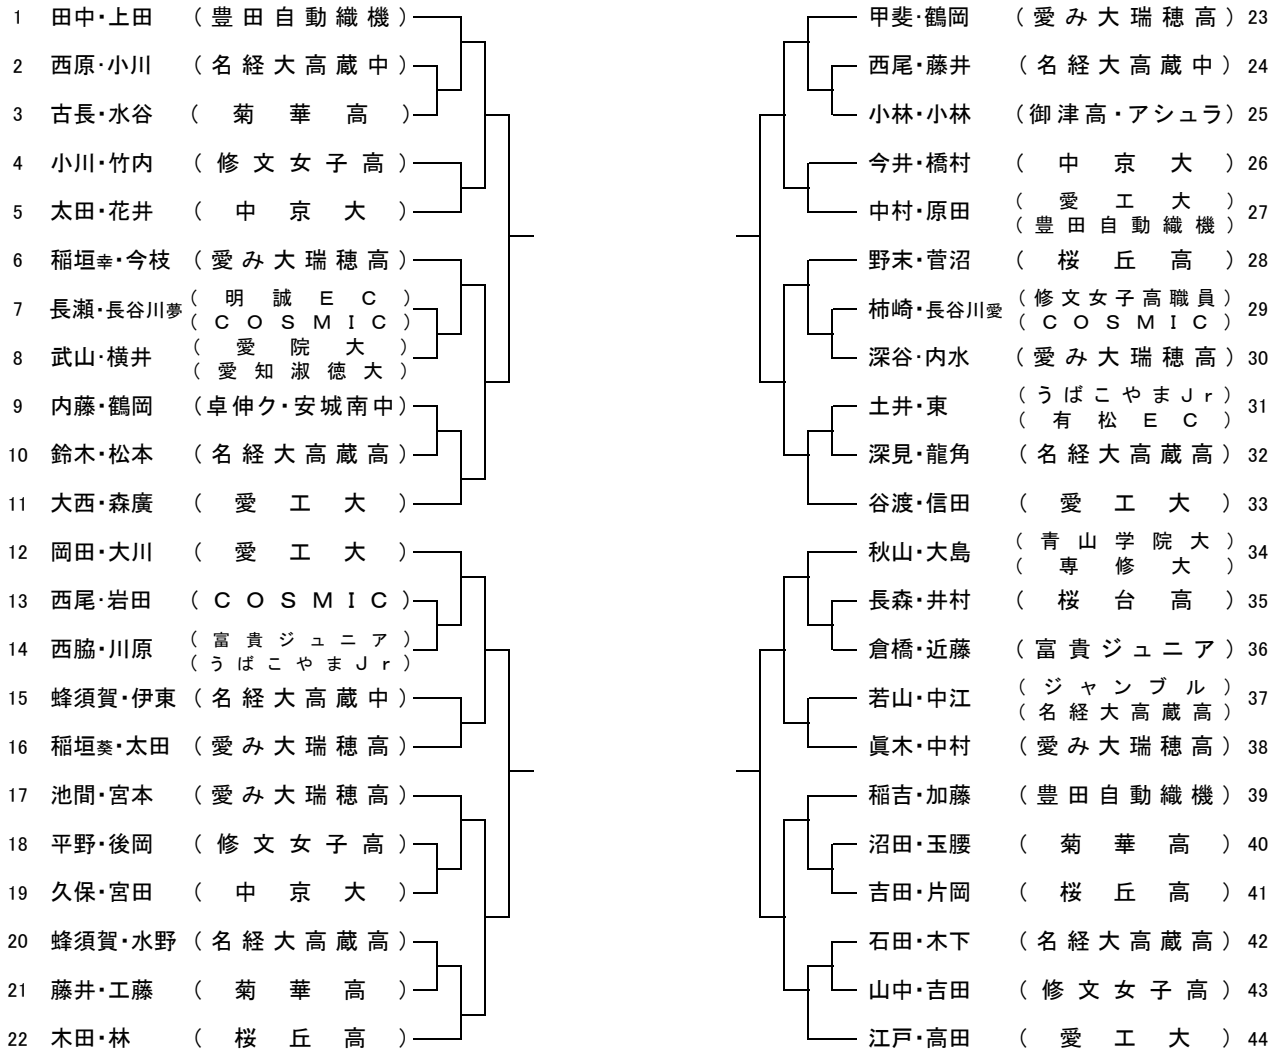 1 田中・上田 (豊田自動織機)
2 西原・小川 (名経大高蔵中)
3 古長・水谷 (菊華高)
4 小川・竹内 (修文女子高)
5 太田・花井 (中京大)
6 稲垣幸・今枝 (愛み大瑞穂高)
7 長瀬・長谷川夢 (明誠EC)
(COSMIC)
8 武山・横井 (愛院大)
(愛知淑徳大)
9 内藤・鶴岡 (卓伸ク・安城南中)
10 鈴木・松本 (名経大高蔵高)
11 大西・森廣 (愛工大)
12 岡田・大川 (愛工大)
13 西尾・岩田 (COSMIC)
14 西脇・川原 (富貴ジュニア)
(うばこやまJr)
15 蜂須賀・伊東 (名経大高蔵中)
16 稲垣葵・太田 (愛み大瑞穂高)
17 池間・宮本 (愛み大瑞穂高)
18 平野・後岡 (修文女子高)
19 久保・宮田 (中京大)
20 蜂須賀・水野 (名経大高蔵高)
21 藤井・工藤 (菊華高)
22 木田・林 (桜丘高)
甲斐・鶴岡 (愛み大瑞穂高) 23
西尾・藤井 (名経大高蔵中) 24
小林・小林 (御津高・アシュラ) 25
今井・橋村 (中京大) 26
中村・原田 (愛工大)
(豊田自動織機) 27
野末・菅沼 (桜丘高) 28
柿崎・長谷川愛 (修文女子高職員)
(COSMIC) 29
深谷・内水 (愛み大瑞穂高) 30
土井・東 (うばこやまJr)
(有松EC) 31
深見・龍角 (名経大高蔵高) 32
谷渡・信田 (愛工大) 33
秋山・大島 (青山学院大)
(専修大) 34
長森・井村 (桜台高) 35
倉橋・近藤 (富貴ジュニア) 36
若山・中江 (ジャンブル)
(名経大高蔵高) 37
眞木・中村 (愛み大瑞穂高) 38
稲吉・加藤 (豊田自動織機) 39
沼田・玉腰 (菊華高) 40
吉田・片岡 (桜丘高) 41
石田・木下 (名経大高蔵高) 42
山中・吉田 (修文女子高) 43
江戸・高田 (愛工大) 44